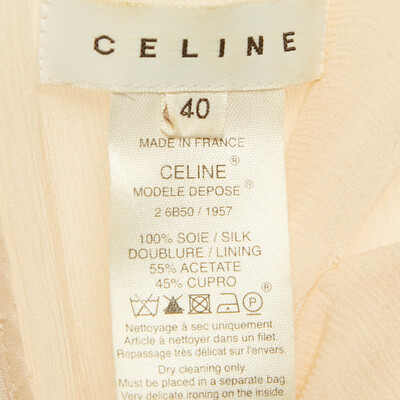 CELINE
40
MADE IN FRANCE
CELINE®
MODELE DEPOSE®
2 6B50 / 1957
100% SOIE / SILK
DOUBLURE / LINING
55% ACETATE
45% CUPRO
P
Nettoyage à sec uniquement.
Article à nettoyer dans un filet.
Repassage très délicat sur l'envers.
Dry cleaning only.
Must be placed in a separate bag.
Very delicate ironing on the inside.